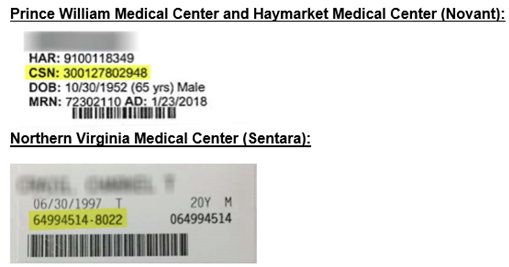 Prince William Medical Center and Haymarket Medical Center (Novant):
HAR: 9100118349
CSN: 300127802948
DOB: 10/30/1952 (65 yrs) Male
MRN: 72302110 AD: 1/23/2018
Northern Virginia Medical Center (Sentara):
06/30/1997 T 20Y M
64994514-8022 064994514